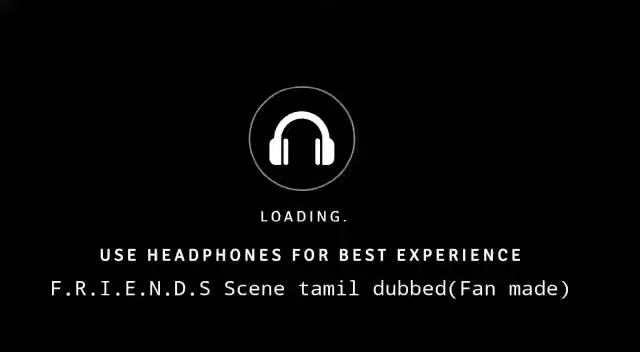 LOADING.
USE HEADPHONES FOR BEST EXPERIENCE
F.R.I.E.N.D.S Scene tamil dubbed(Fan made)